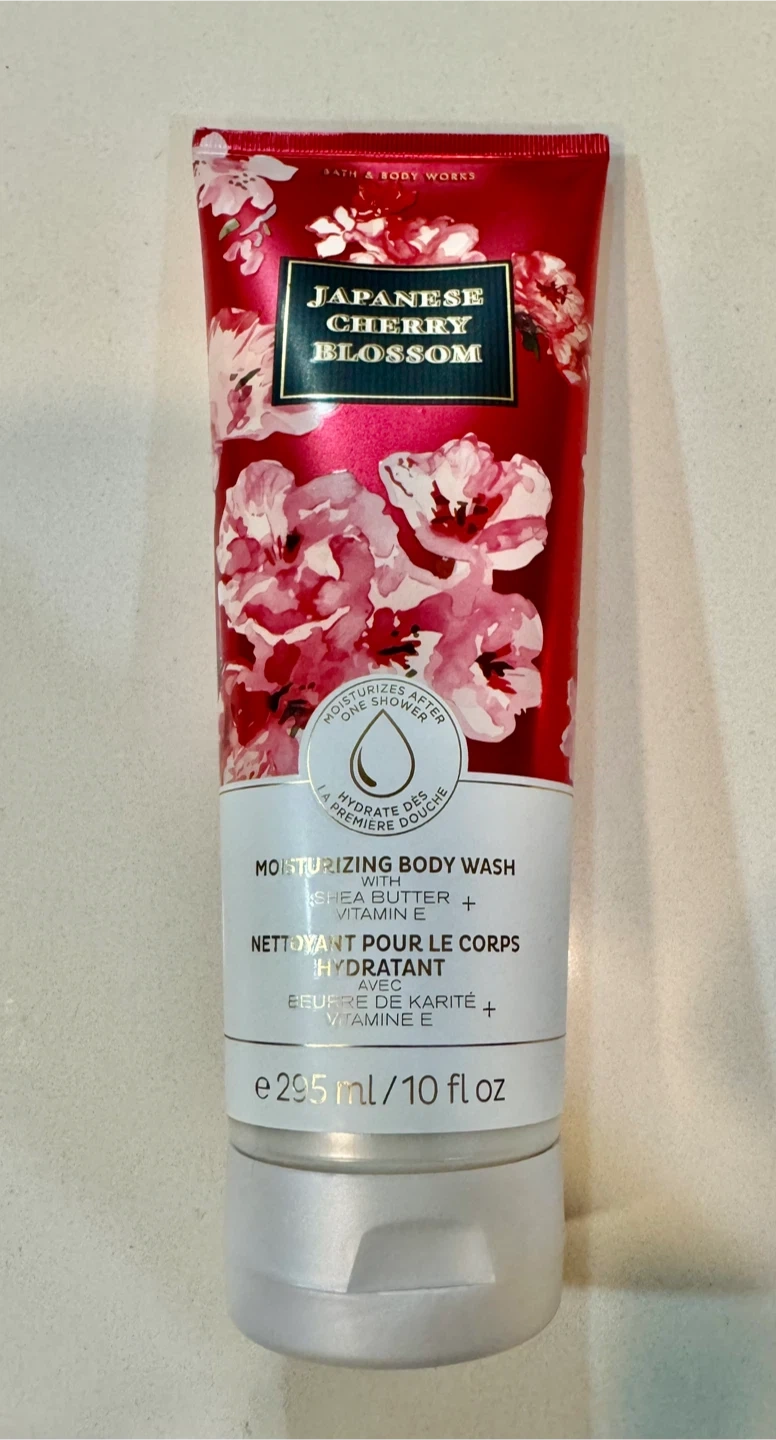 BATH & BODY WORKS
JAPANESE
CHERRY
BLOSSOM
MOISTURIZES AFTER
ONE SHOWER
HYDRATE DÈS
LA PREMIÈRE DOUCHE
MOISTURIZING BODY WASH
WITH
SHEA BUTTER +
VITAMIN E
NETTOYANT POUR LE CORPS
HYDRATANT
AVEC
BEURRE DE KARITÉ +
VITAMINE E
e 295 ml / 10 fl oz